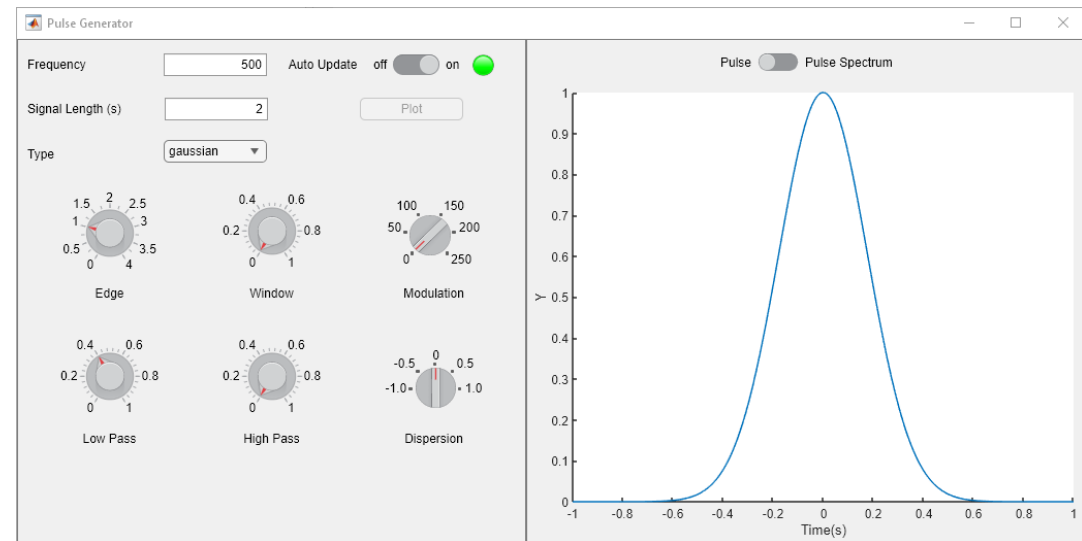 Pulse Generator
Frequency 500 Auto Update off on
Signal Length (s) 2 Plot
Type gaussian
0 0.5 1 1.5 2 2.5 3 3.5 4
Edge
0 0.2 0.4 0.6 0.8 1
Window
0 50 100 150 200 250
Modulation
0 0.2 0.4 0.6 0.8 1
Low Pass
0 0.2 0.4 0.6 0.8 1
High Pass
-1.0 -0.5 0 0.5 1.0
Dispersion
Pulse Pulse Spectrum
1
0.9
0.8
0.7
0.6
0.5
0.4
0.3
0.2
0.1
0
Y
-1 -0.8 -0.6 -0.4 -0.2 0 0.2 0.4 0.6 0.8 1
Time(s)